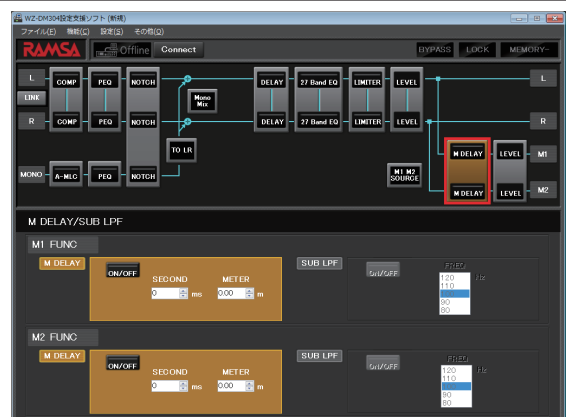 WZ-DM304設定支援ソフト (新規)
ファイル(F) 機能(C) 設定(S) その他(O)
RAMSA Offline Connect BYPASS LOCK MEMORY-
L COMP PEQ NOTCH DELAY 27 Band EQ LIMITER LEVEL L
LINK Mono Mix
R COMP PEQ NOTCH DELAY 27 Band EQ LIMITER LEVEL R
TO LR M DELAY LEVEL M1
MONO A-MLC PEQ NOTCH M1 M2 SOURCE
M DELAY LEVEL M2
M DELAY/SUB LPF
M1 FUNC
M DELAY ON/OFF SECOND METER SUB LPF ON/OFF FREQ
0 ms 0.00 m 120 Hz
110
90
80
M2 FUNC
M DELAY ON/OFF SECOND METER SUB LPF ON/OFF FREQ
0 ms 0.00 m 120 Hz
110
90
80